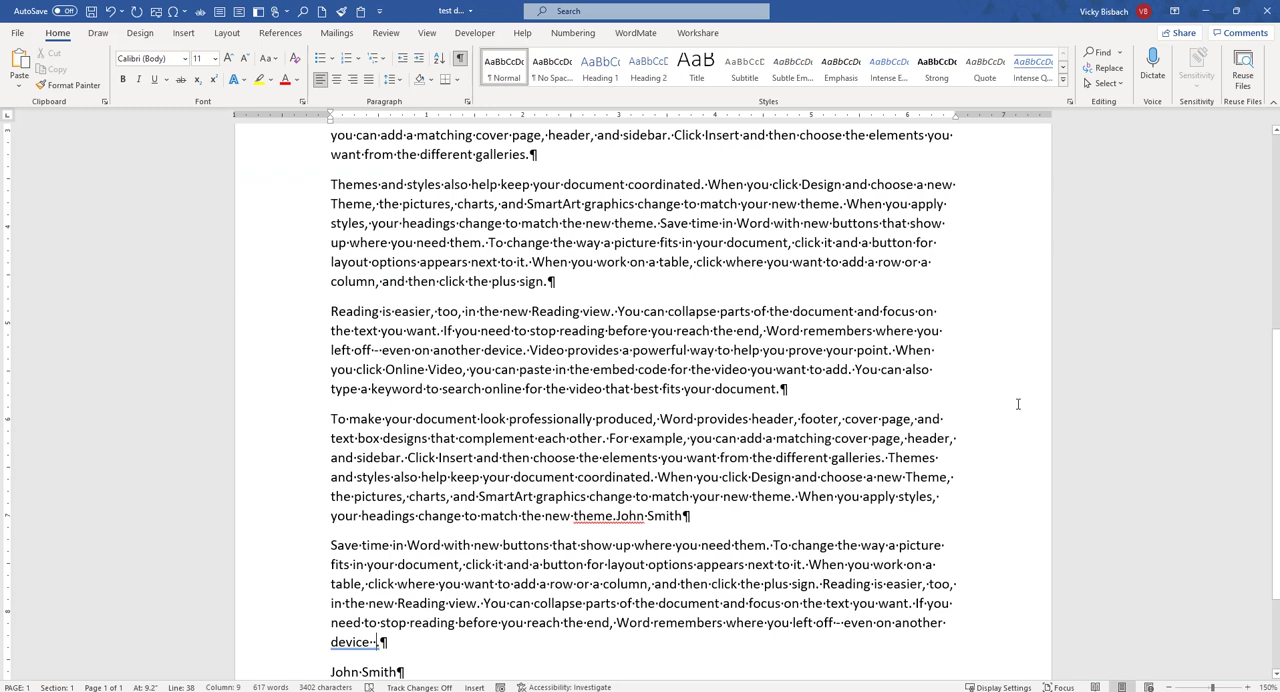 AutoSave Off test d... Search Vicky Bisbach VB
File Home Draw Design Insert Layout References Mailings Review View Developer Help Numbering WordMate Workshare Share Comments
Paste Cut Copy Format Painter Clipboard
Calibri (Body) 11 Aa B I U ab x₂ x² A A Font
Paragraph
AaBbCcDc ¶ Normal AaBbCcDc ¶ No Spac... AaBbCc Heading 1 AaBbCcC Heading 2 AaB Title AaBbCcC Subtitle AaBbCcDc Subtle Em... AaBbCcDc Emphasis AaBbCcDc Intense E... AaBbCcDc Strong AaBbCcDc Quote AaBbCcDc Intense Q... Styles
Find Replace Select Editing
Dictate Voice
Sensitivity Sensitivity
Reuse Files Reuse Files
1 1 2 3 4 5 6 7
you·can·add·a·matching·cover·page,·header,·and·sidebar.·Click·Insert·and·then·choose·the·elements·you·
want·from·the·different·galleries.¶
Themes·and·styles·also·help·keep·your·document·coordinated.·When·you·click·Design·and·choose·a·new·
Theme,·the·pictures,·charts,·and·SmartArt·graphics·change·to·match·your·new·theme.·When·you·apply·
styles,·your·headings·change·to·match·the·new·theme.·Save·time·in·Word·with·new·buttons·that·show·
up·where·you·need·them.·To·change·the·way·a·picture·fits·in·your·document,·click·it·and·a·button·for·
layout·options·appears·next·to·it.·When·you·work·on·a·table,·click·where·you·want·to·add·a·row·or·a·
column,·and·then·click·the·plus·sign.¶
Reading·is·easier,·too,·in·the·new·Reading·view.·You·can·collapse·parts·of·the·document·and·focus·on·
the·text·you·want.·If·you·need·to·stop·reading·before·you·reach·the·end,·Word·remembers·where·you·
left·off·-·even·on·another·device.·Video·provides·a·powerful·way·to·help·you·prove·your·point.·When·
you·click·Online·Video,·you·can·paste·in·the·embed·code·for·the·video·you·want·to·add.·You·can·also·
type·a·keyword·to·search·online·for·the·video·that·best·fits·your·document.¶
To·make·your·document·look·professionally·produced,·Word·provides·header,·footer,·cover·page,·and·
text·box·designs·that·complement·each·other.·For·example,·you·can·add·a·matching·cover·page,·header,·
and·sidebar.·Click·Insert·and·then·choose·the·elements·you·want·from·the·different·galleries.·Themes·
and·styles·also·help·keep·your·document·coordinated.·When·you·click·Design·and·choose·a·new·Theme,·
the·pictures,·charts,·and·SmartArt·graphics·change·to·match·your·new·theme.·When·you·apply·styles,·
your·headings·change·to·match·the·new·theme.John·Smith¶
Save·time·in·Word·with·new·buttons·that·show·up·where·you·need·them.·To·change·the·way·a·picture·
fits·in·your·document,·click·it·and·a·button·for·layout·options·appears·next·to·it.·When·you·work·on·a·
table,·click·where·you·want·to·add·a·row·or·a·column,·and·then·click·the·plus·sign.·Reading·is·easier,·too,·
in·the·new·Reading·view.·You·can·collapse·parts·of·the·document·and·focus·on·the·text·you·want.·If·you·
need·to·stop·reading·before·you·reach·the·end,·Word·remembers·where·you·left·off·-·even·on·another·
device··.¶
John·Smith¶
PAGE: 1 Section: 1 Page 1 of 1 At: 9.2" Line: 38 Column: 9 617 words 3402 characters Track Changes: Off Insert Accessibility: Investigate Display Settings Focus 150%